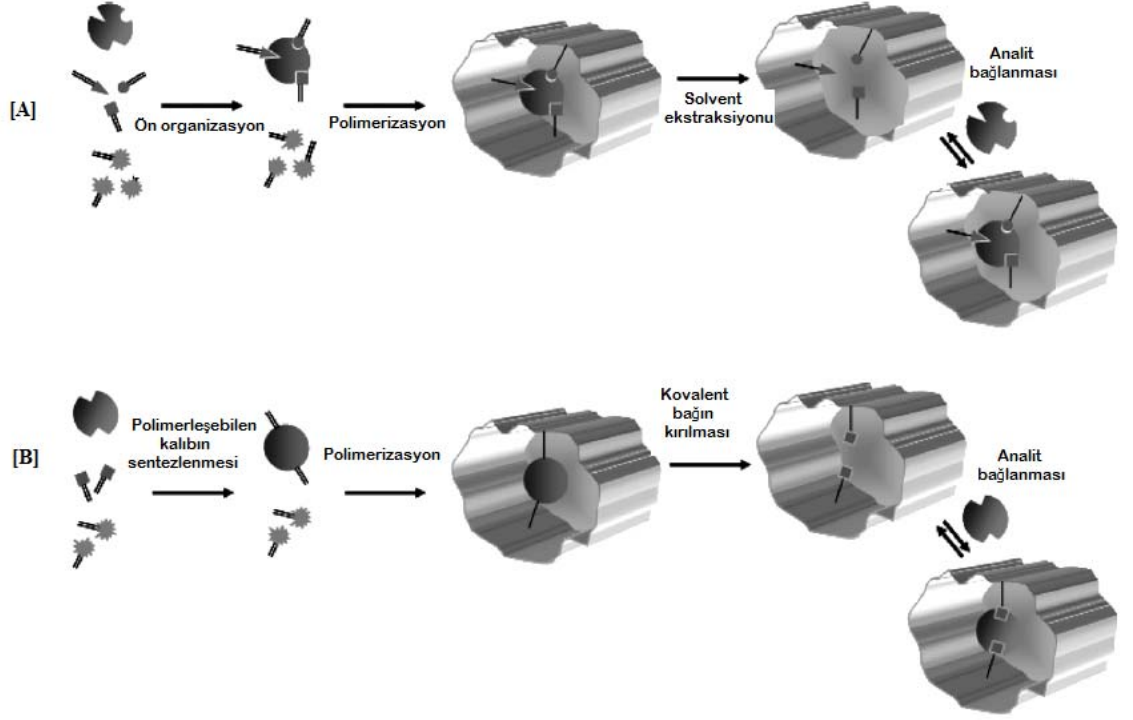 [A]
Ön organizasyon
Polimerizasyon
Solvent
ekstraksiyonu
Analit
bağlanması
[B]
Polimerleşebilen
kalıbın
sentezlenmesi
Polimerizasyon
Kovalent
bağın
kırılması
Analit
bağlanması